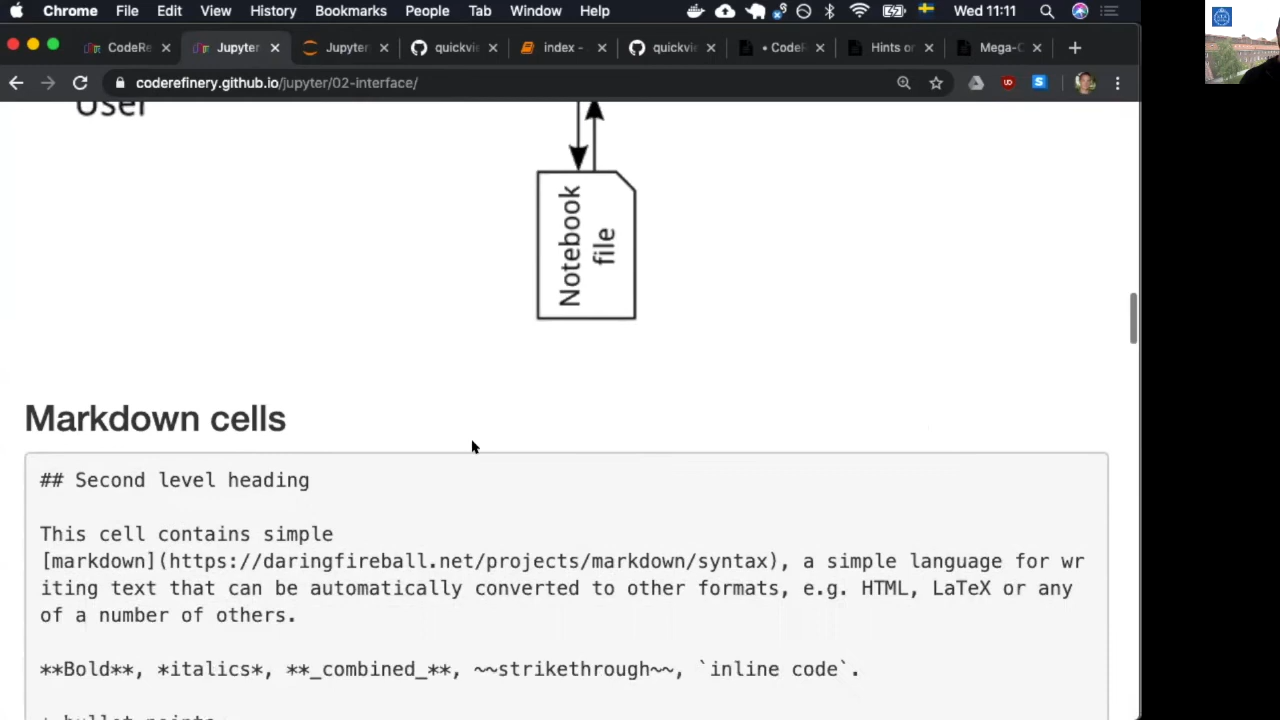 Chrome File Edit View History Bookmarks People Tab Window Help Wed 11:11
CodeRe Jupyter Jupyter quickvi index - quickvi • CodeR Hints or Mega-C
coderefinery.github.io/jupyter/02-interface/
User
Notebook
file
Markdown cells
## Second level heading
This cell contains simple
[markdown](https://daringfireball.net/projects/markdown/syntax), a simple language for wr
iting text that can be automatically converted to other formats, e.g. HTML, LaTeX or any
of a number of others.
**Bold**, *italics*, **_combined_**, ~~strikethrough~~, `inline code`.
* bullet points